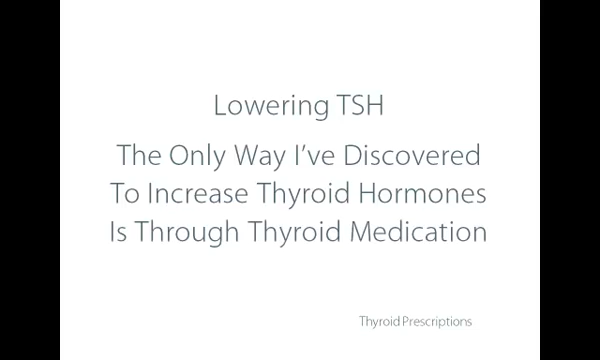 Lowering TSH
The Only Way I’ve Discovered
To Increase Thyroid Hormones
Is Through Thyroid Medication
Thyroid Prescriptions